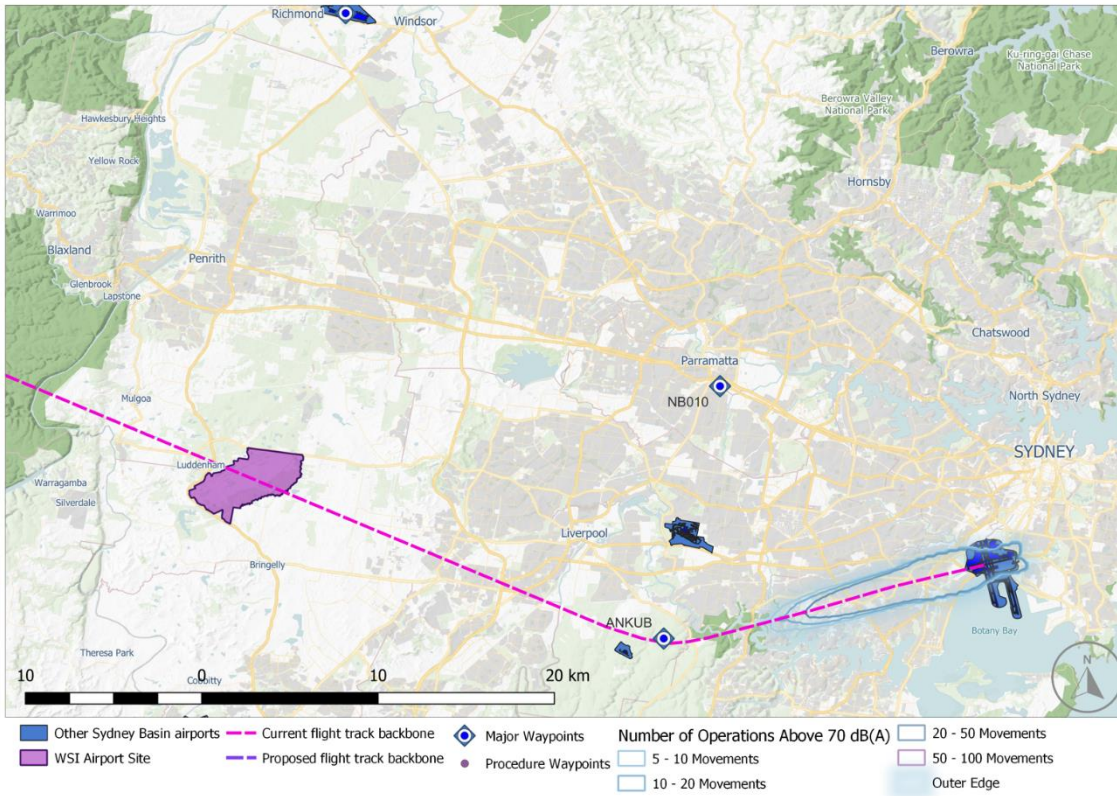 Richmond
Windsor
Berowra
Ku-ring-gai Chase
National Park
Berowra Valley
National Park
Hawkesbury Heights
Yellow Rock
Hornsby
Warrimoo
Blaxland
Penrith
Glenbrook
Lapstone
Chatswood
Parramatta
Mulgoa
NB010
North Sydney
SYDNEY
Luddenham
Warragamba
Silverdale
Liverpool
Bringelly
ANKUB
Botany Bay
Theresa Park
Cobbitty
N
10 0 10 20 km
Other Sydney Basin airports
WSI Airport Site
Current flight track backbone
Proposed flight track backbone
Major Waypoints
Procedure Waypoints
Number of Operations Above 70 dB(A)
5 - 10 Movements
10 - 20 Movements
20 - 50 Movements
50 - 100 Movements
Outer Edge